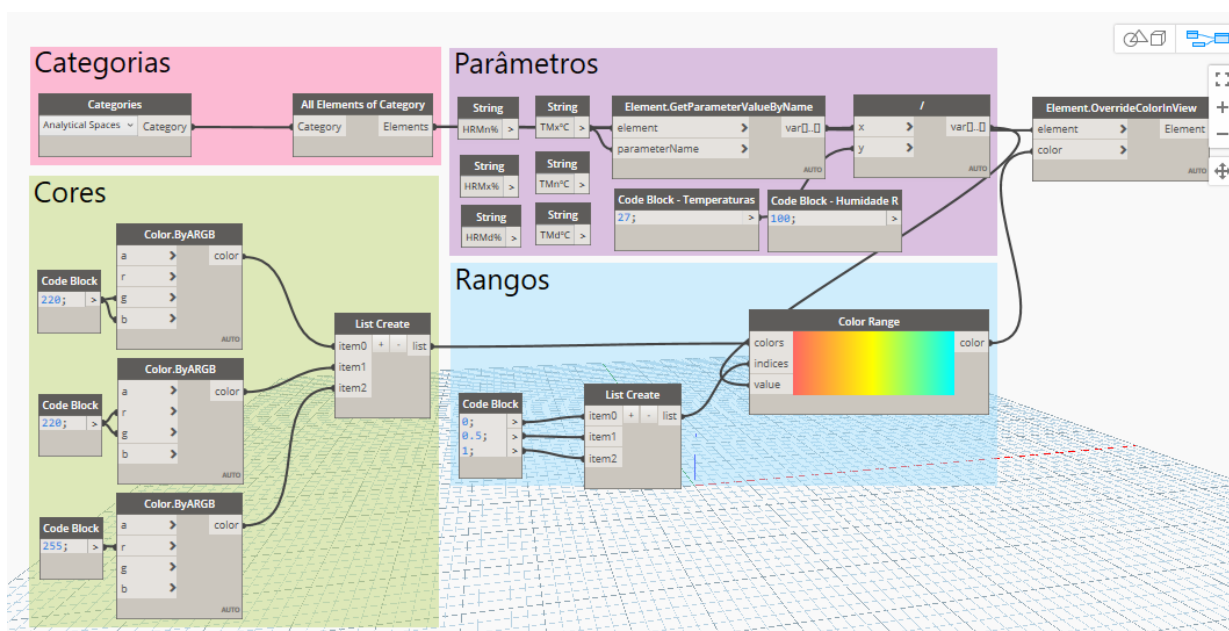 Categorias
Categories
Analytical Spaces
Category >
All Elements of Category
Category
Elements
Parâmetros
String
HRMn% >
String
TMxºC >
String
HRMx% >
String
TMnºC >
String
HRMd% >
String
TMdºC >
Element.GetParameterValueByName
element > var[]..[]
parameterName >
AUTO
/
x > var[]..[]
y >
AUTO
Code Block - Temperaturas
27; >
Code Block - Humidade R
100; >
Element.OverrideColorInView
element > Element
color >
AUTO
Cores
Code Block
220; >
Color.ByARGB
a > color
r >
g >
b >
AUTO
Code Block
220; >
Color.ByARGB
a > color
r >
g >
b >
AUTO
Code Block
255; >
Color.ByARGB
a > color
r >
g >
b >
AUTO
List Create
item0 + - list
item1
item2
Rangos
Code Block
0; >
0.5; >
1; >
List Create
item0 + - list
item1
item2
Color Range
colors color
indices
value